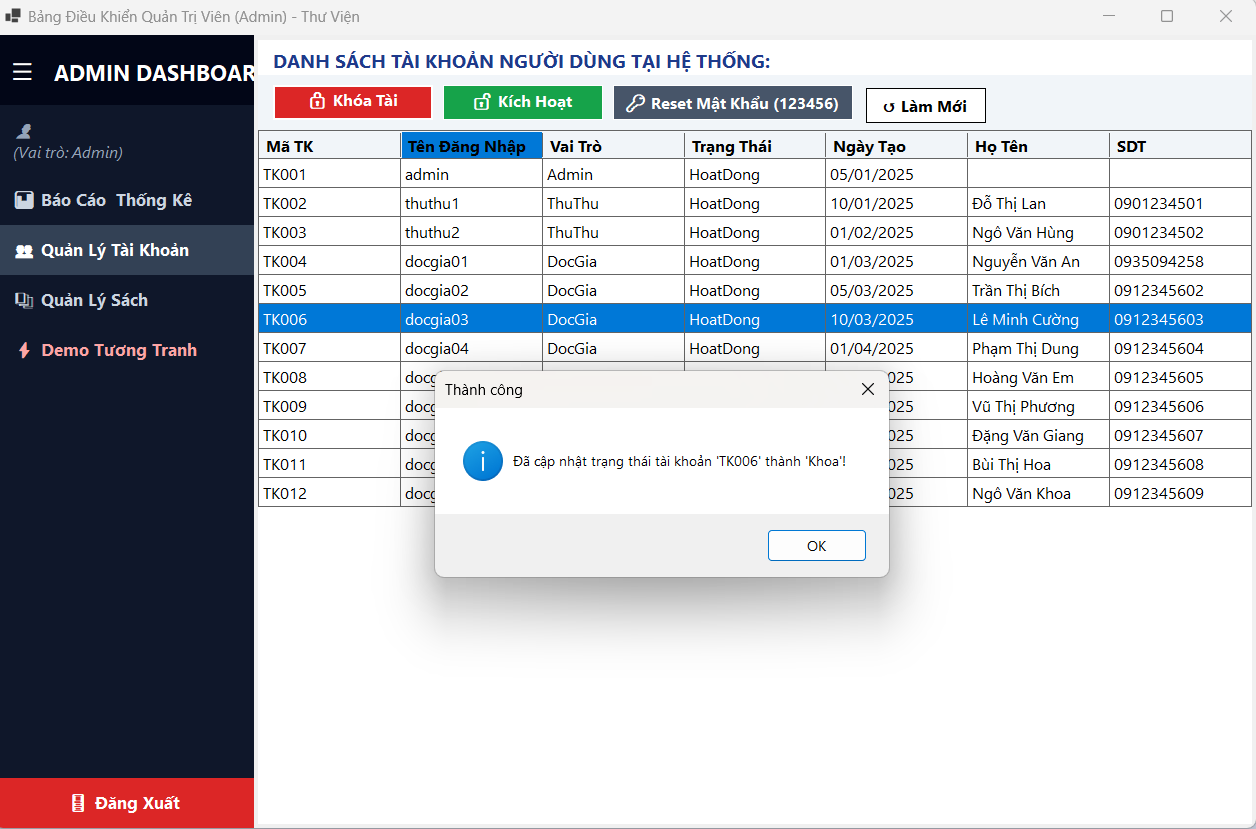 Bảng Điều Khiển Quản Trị Viên (Admin) - Thư Viện
ADMIN DASHBOAR
(Vai trò: Admin)
Báo Cáo Thống Kê
Quản Lý Tài Khoản
Quản Lý Sách
Demo Tương Tranh
Đăng Xuất
DANH SÁCH TÀI KHOẢN NGƯỜI DÙNG TẠI HỆ THỐNG:
Khóa Tài Kích Hoạt Reset Mật Khẩu (123456) Làm Mới
Mã TK Tên Đăng Nhập Vai Trò Trạng Thái Ngày Tạo Họ Tên SDT
TK001 admin Admin HoatDong 05/01/2025
TK002 thuthu1 ThuThu HoatDong 10/01/2025 Đỗ Thị Lan 0901234501
TK003 thuthu2 ThuThu HoatDong 01/02/2025 Ngô Văn Hùng 0901234502
TK004 docgia01 DocGia HoatDong 01/03/2025 Nguyễn Văn An 0935094258
TK005 docgia02 DocGia HoatDong 05/03/2025 Trần Thị Bích 0912345602
TK006 docgia03 DocGia HoatDong 10/03/2025 Lê Minh Cường 0912345603
TK007 docgia04 DocGia HoatDong 01/04/2025 Phạm Thị Dung 0912345604
TK008 Hoàng Văn Em 0912345605
TK009 Vũ Thị Phương 0912345606
TK010 Đặng Văn Giang 0912345607
TK011 Bùi Thị Hoa 0912345608
TK012 Ngô Văn Khoa 0912345609
Thành công
Đã cập nhật trạng thái tài khoản 'TK006' thành 'Khoa'!
OK